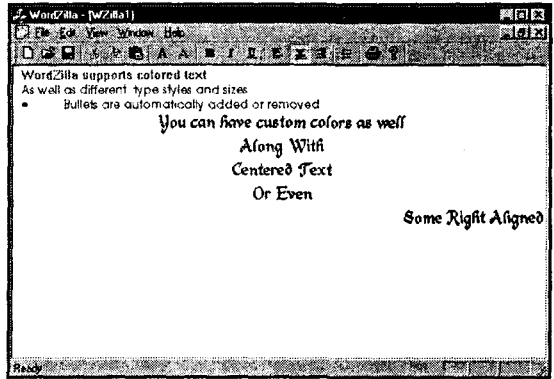 WordZilla - [WZilla1]
File Edit View Window Help
WordZilla supports colored text
As well as different type styles and sizes
• Bullets are automatically added or removed
You can have custom colors as well
Along With
Centered Text
Or Even
Some Right Aligned
Ready